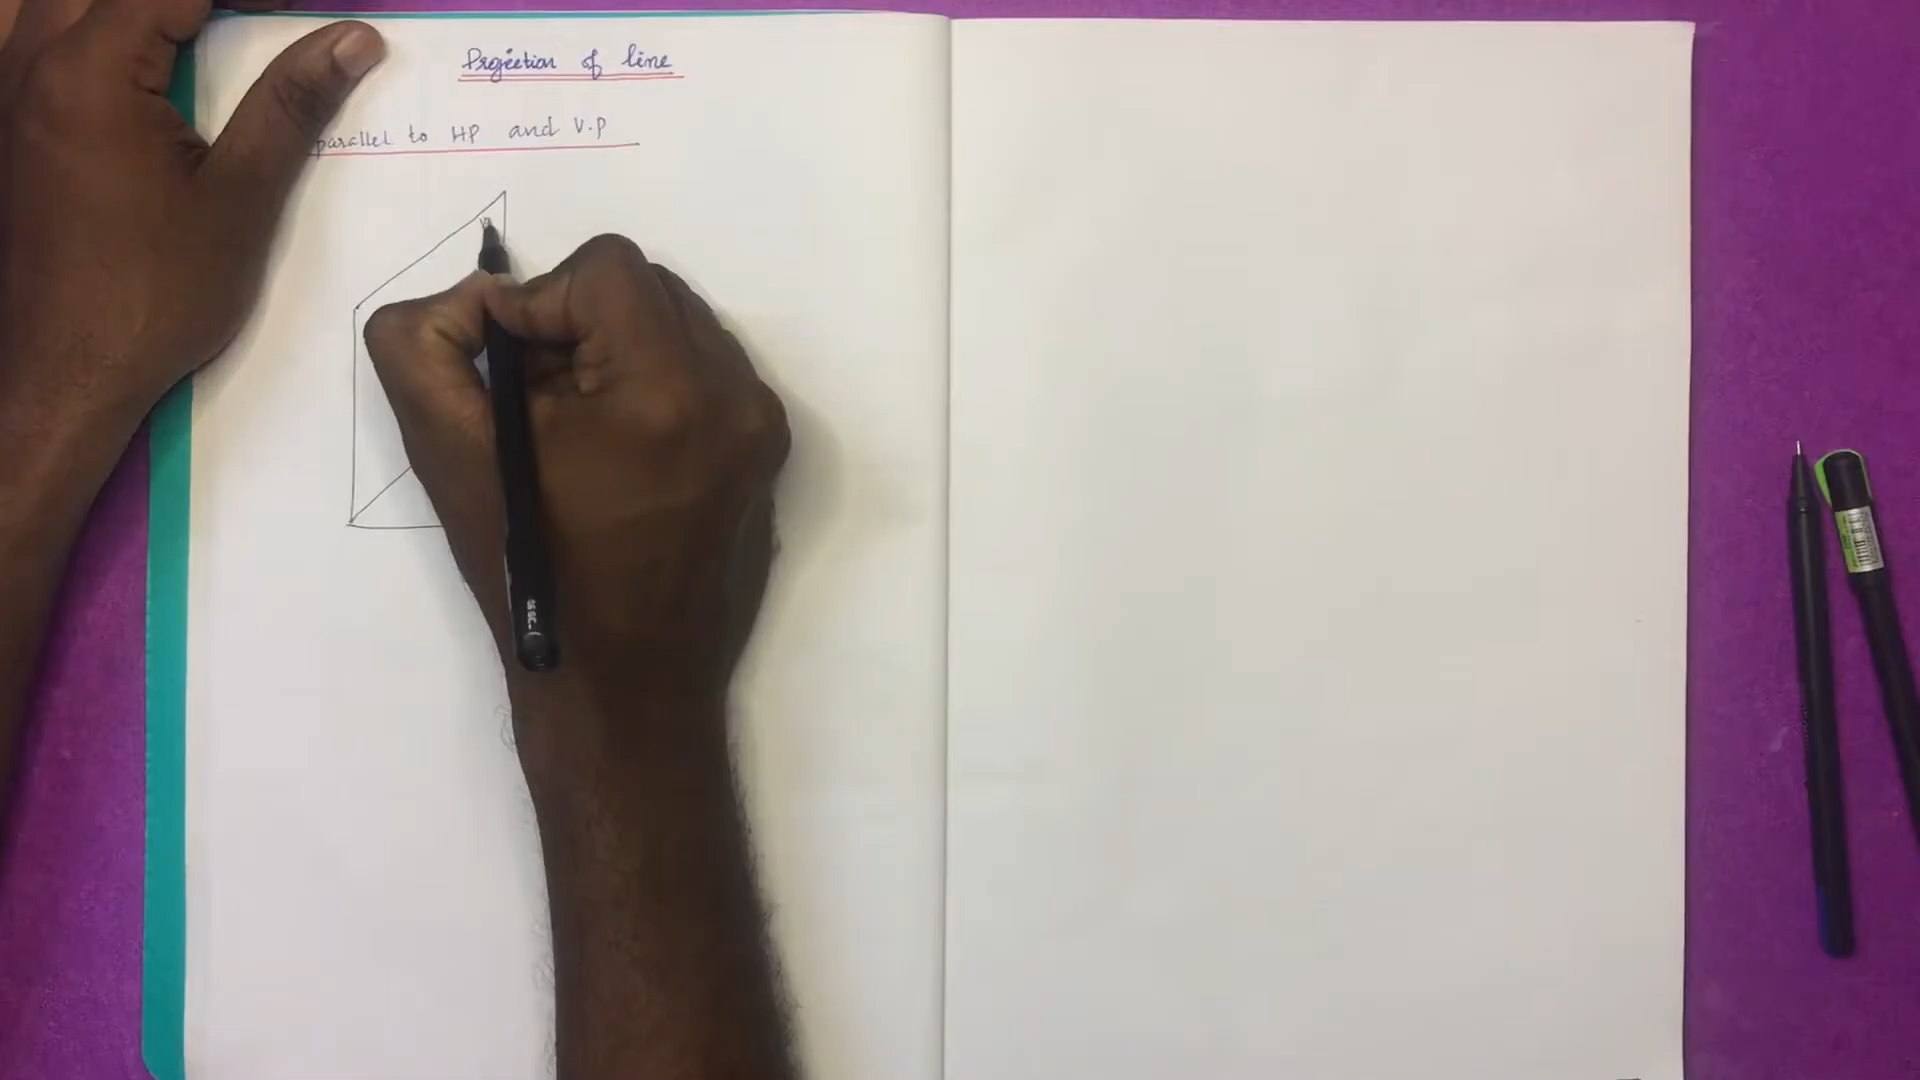 Projection of line
parallel to HP and V.P